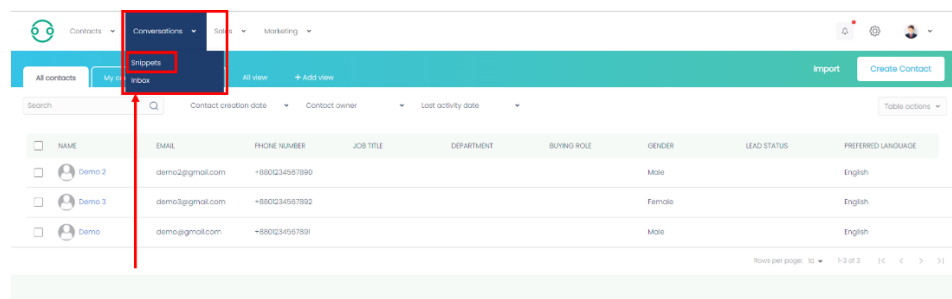 Contacts Conversations Sales Marketing
Snippets
Inbox
All contacts My All view + Add view Import Create Contact
Search Contact creation date Contact owner Last activity date Table actions
NAME EMAIL PHONE NUMBER JOB TITLE DEPARTMENT BUYING ROLE GENDER LEAD STATUS PREFERRED LANGUAGE
Demo 2 demo2@gmail.com +8801234567890 Male English
Demo 3 demo3@gmail.com +8801234567892 Female English
Demo demo@gmail.com +8801234567891 Male English
Rows per page: 10 1-3 of 3